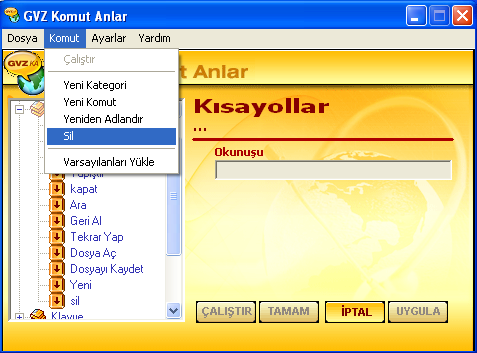 GVZ Komut Anlar
Dosya Komut Ayarlar Yardım
Çalıştır
Yeni Kategori
Yeni Komut
Yeniden Adlandır
Sil
Varsayılanları Yükle
GVZ KA
Anlar
Kısayollar
...
Okunuşu
Yapıştır
kapat
Ara
Geri Al
Tekrar Yap
Dosya Aç
Dosyayı Kaydet
Yeni
sil
Klavye
ÇALIŞTIR TAMAM İPTAL UYGULA